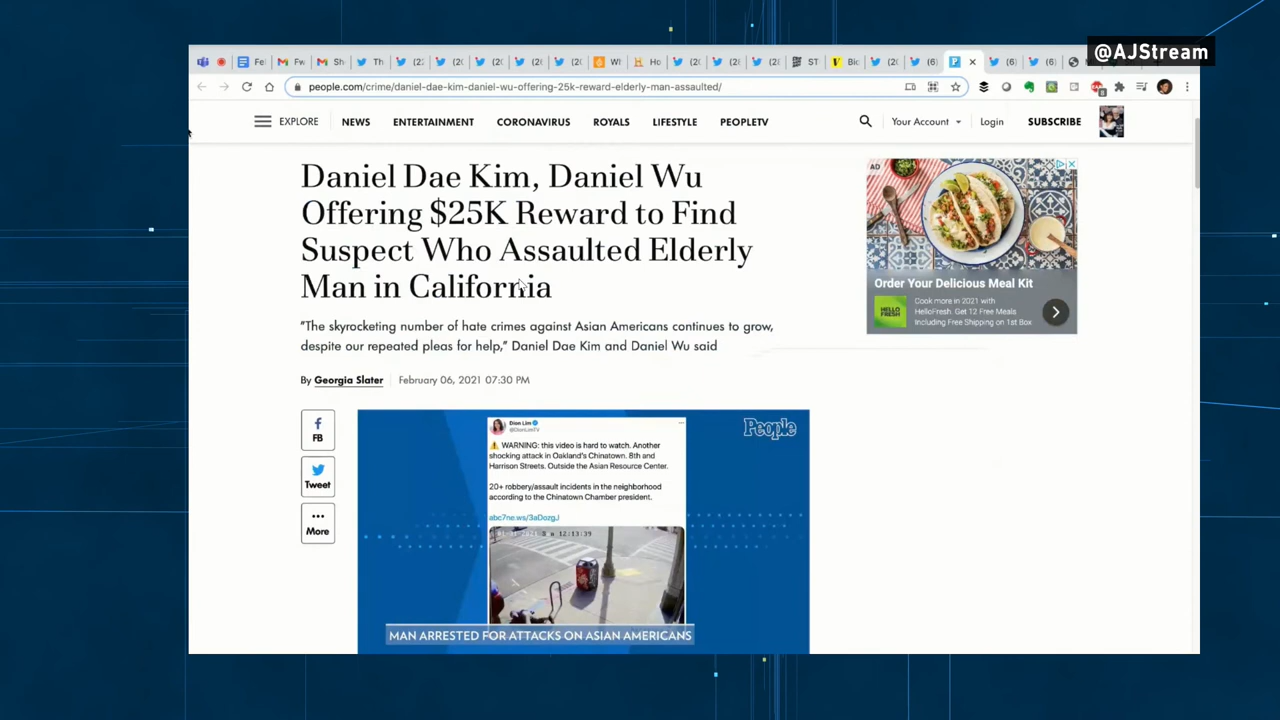 @AJStream
people.com/crime/daniel-dae-kim-daniel-wu-offering-25k-reward-elderly-man-assaulted/
EXPLORE NEWS ENTERTAINMENT CORONAVIRUS ROYALS LIFESTYLE PEOPLETV Your Account Login SUBSCRIBE
Daniel Dae Kim, Daniel Wu
Offering $25K Reward to Find
Suspect Who Assaulted Elderly
Man in California
"The skyrocketing number of hate crimes against Asian Americans continues to grow,
despite our repeated pleas for help," Daniel Dae Kim and Daniel Wu said
By Georgia Slater February 06, 2021 07:30 PM
AD
Order Your Delicious Meal Kit
HELLO
FRESH
Cook more in 2021 with
HelloFresh. Get 12 Free Meals
Including Free Shipping on 1st Box
FB
Tweet
More
People
Dion Lim
@DionLimTV
WARNING: this video is hard to watch. Another
shocking attack in Oakland's Chinatown. 8th and
Harrison Streets. Outside the Asian Resource Center.
20+ robbery/assault incidents in the neighborhood
according to the Chinatown Chamber president.
abc7ne.ws/3aDozgJ
12:13:39
MAN ARRESTED FOR ATTACKS ON ASIAN AMERICANS